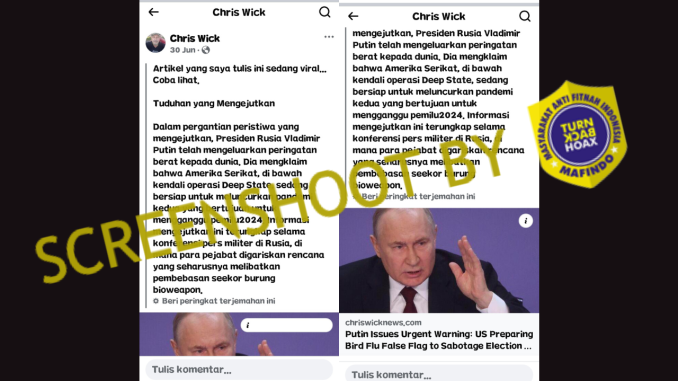 Chris Wick
Chris Wick
30 Jun ·
Artikel yang saya tulis ini sedang viral,,,
Coba lihat.
Tuduhan yang Mengejutkan
Dalam pergantian peristiwa yang
mengejutkan, Presiden Rusia Vladimir
Putin telah mengeluarkan peringatan
berat kepada dunia. Dia mengklaim
bahwa Amerika Serikat, di bawah
kendali operasi Deep State, sedang
bersiap untuk meluncurkan pandemi
kedua yang bertujuan untuk
mengganggu pemilu2024. Informasi
mengejutkan ini terungkap selama
konferensi pers militer di Rusia, di
mana para pejabat digariskan rencana
yang seharusnya melibatkan
pembebasan seekor burung
bioweapon.
Beri peringkat terjemahan ini
i
Tulis komentar...
Chris Wick
mengejutkan, Presiden Rusia Vladimir
Putin telah mengeluarkan peringatan
berat kepada dunia. Dia mengklaim
bahwa Amerika Serikat, di bawah
kendali operasi Deep State, sedang
bersiap untuk meluncurkan pandemi
kedua yang bertujuan untuk
mengganggu pemilu2024. Informasi
mengejutkan ini terungkap selama
konferensi pers militer di Rusia, di
mana para pejabat digariskan rencana
yang seharusnya melibatkan
pembebasan seekor burung
bioweapon.
Beri peringkat terjemahan ini
i
chriswicknews.com
Putin Issues Urgent Warning: US Preparing
Bird Flu False Flag to Sabotage Election ...
Tulis komentar...
SCREENSHOOT BY
MASYARAKAT ANTI FITNAH INDONESIA
TURN
BACK
HOAX
MAFINDO